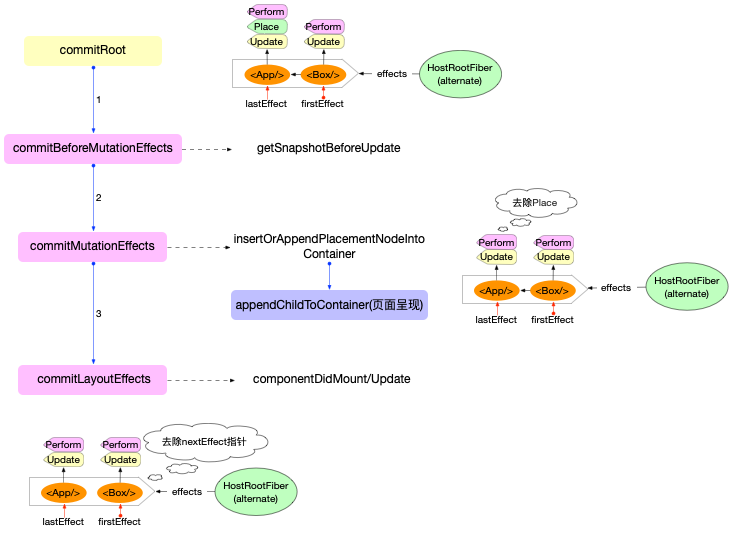 Perform
Place
Update
Perform
Update
commitRoot
<App/>
<Box/>
effects
HostRootFiber
(alternate)
lastEffect
firstEffect
1
commitBeforeMutationEffects
getSnapshotBeforeUpdate
2
去除Place
commitMutationEffects
insertOrAppendPlacementNodeInto
Container
Perform
Update
Perform
Update
appendChildToContainer(页面呈现)
<App/>
<Box/>
effects
HostRootFiber
(alternate)
lastEffect
firstEffect
3
commitLayoutEffects
componentDidMount/Update
去除nextEffect指针
Perform
Update
Perform
Update
<App/>
<Box/>
effects
HostRootFiber
(alternate)
lastEffect
firstEffect